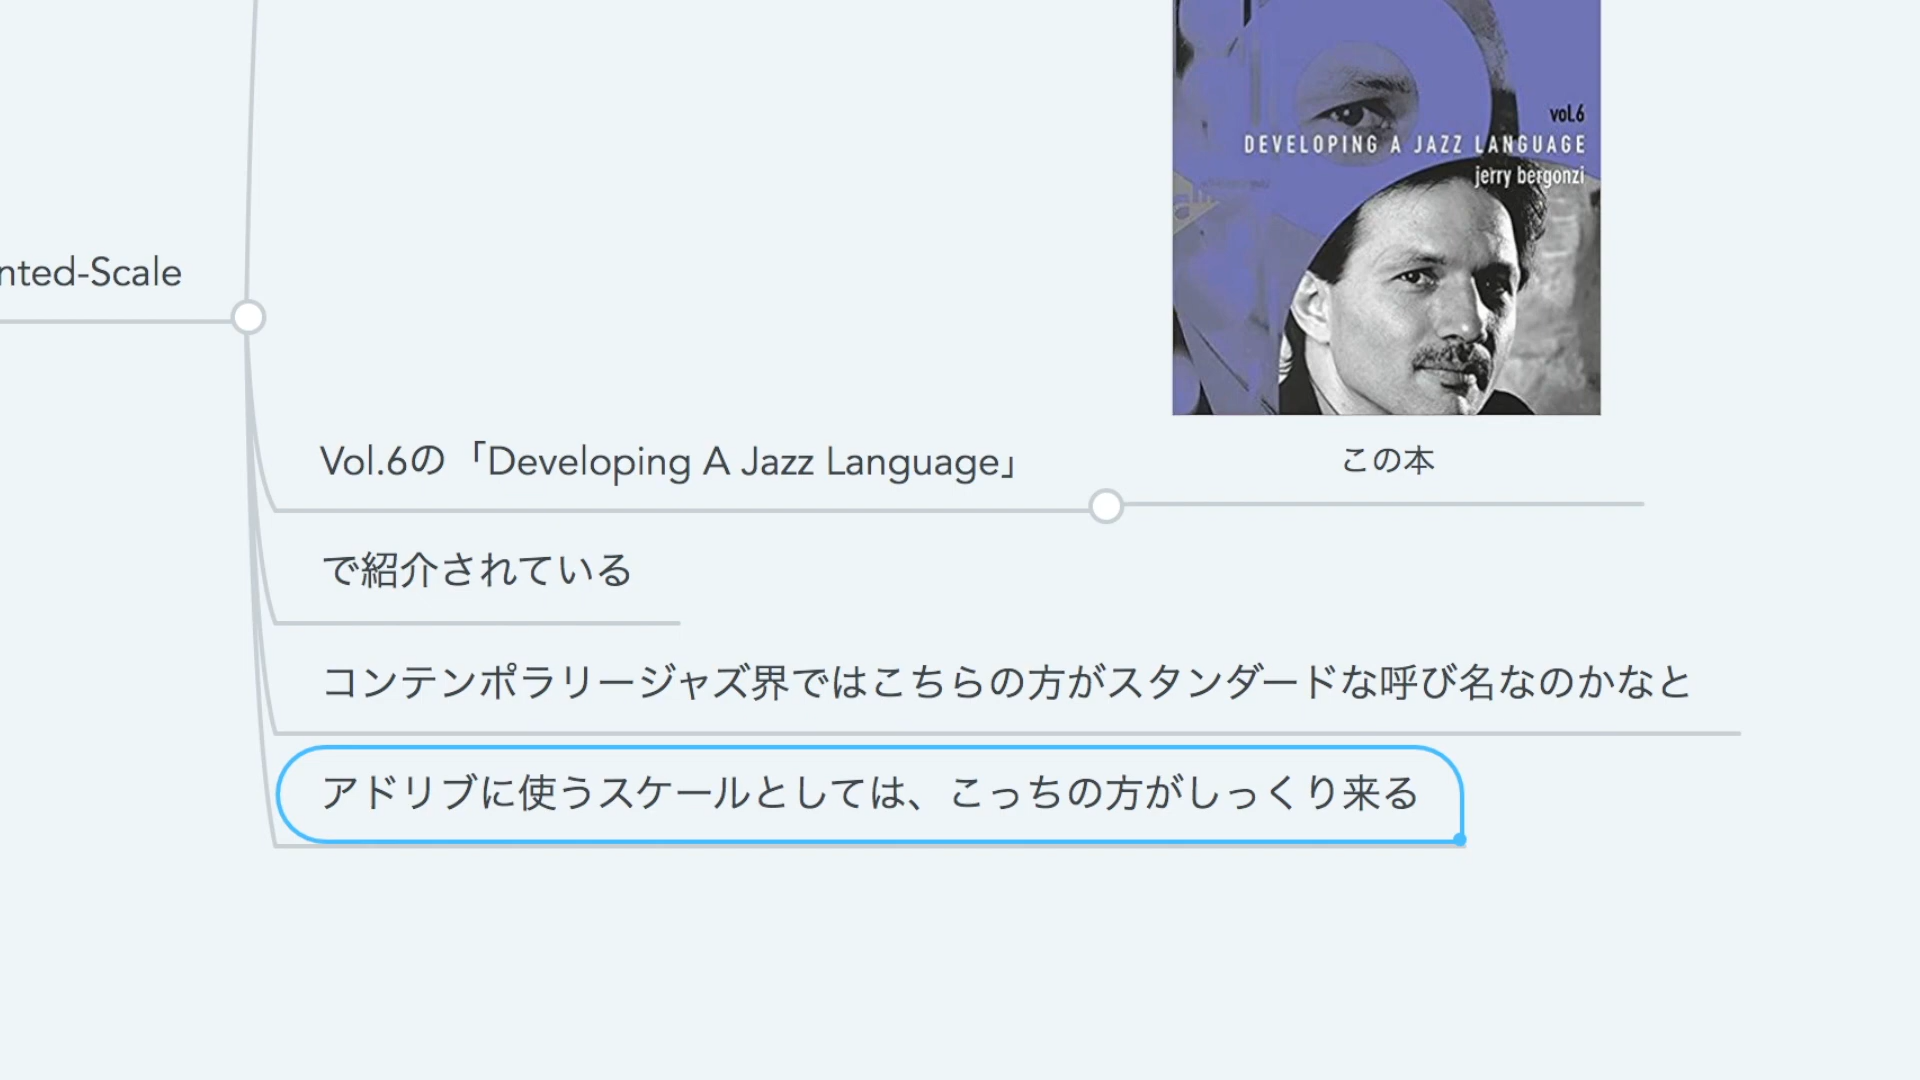 vol.6
DEVELOPING A JAZZ LANGUAGE
jerry bergonzi
nted-Scale
Vol.6の「Developing A Jazz Language」
この本
で紹介されている
コンテンポラリージャズ界ではこちらの方がスタンダードな呼び名なのかなと
アドリブに使うスケールとしては、こっちの方がしっくり来る